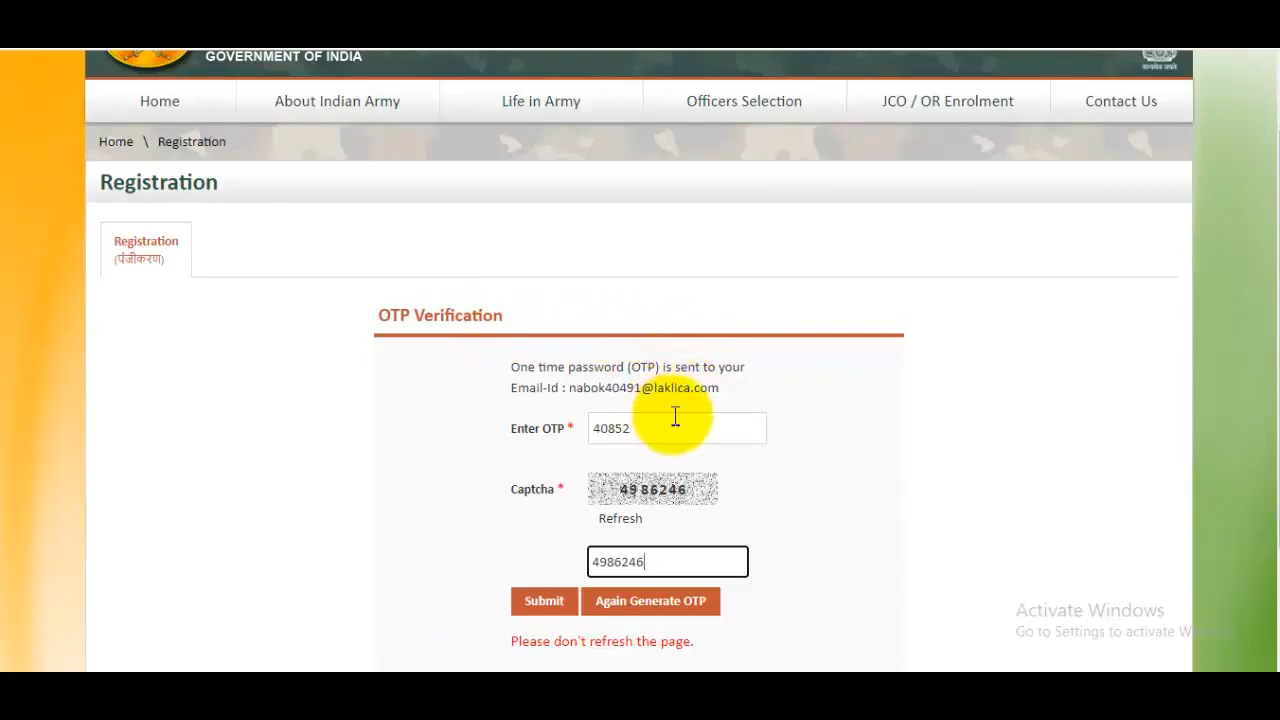 GOVERNMENT OF INDIA
Home About Indian Army Life in Army Officers Selection JCO / OR Enrolment Contact Us
Home \ Registration
Registration
Registration
(पंजीकरण)
OTP Verification
One time password (OTP) is sent to your
Email-Id : nabok40491@laklica.com
Enter OTP * 40852
Captcha * 4986246
Refresh
4986246
Submit Again Generate OTP
Please don't refresh the page.
Activate Windows
Go to Settings to activate